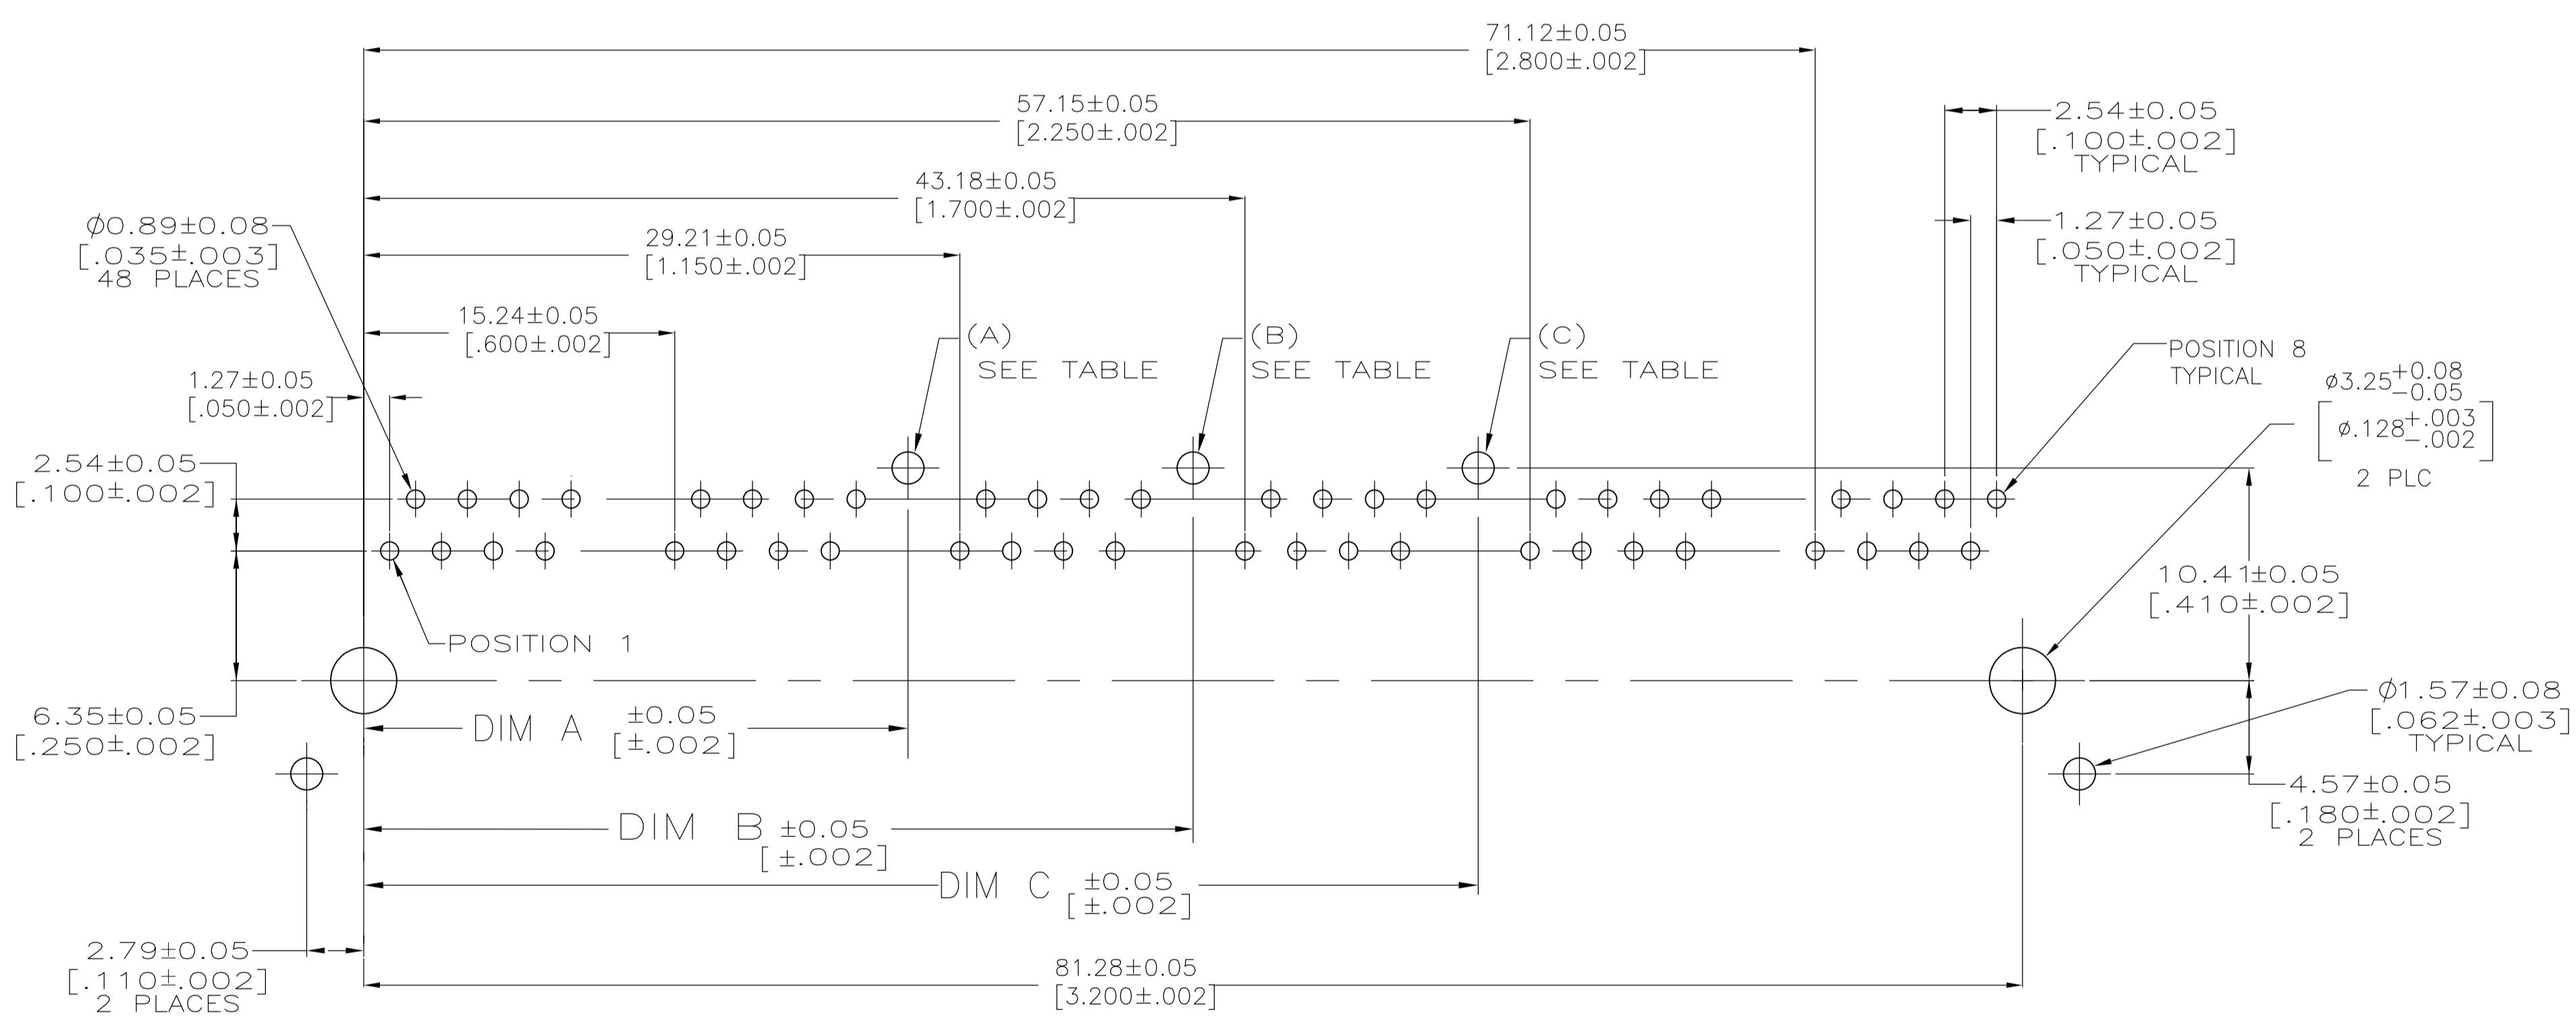 71.12±0.05
[2.800±.002]
57.15±0.05
[2.250±.002]
2.54±0.05
[.100±.002]
TYPICAL
43.18±0.05
[1.700±.002]
Ø0.89±0.08
[.035±.003]
48 PLACES
29.21±0.05
[1.150±.002]
1.27±0.05
[.050±.002]
TYPICAL
15.24±0.05
[.600±.002]
(A)
SEE TABLE
(B)
SEE TABLE
(C)
SEE TABLE
POSITION 8
TYPICAL
1.27±0.05
[.050±.002]
ø3.25+0.08
-0.05
ø.128+.003
-.002
2 PLC
2.54±0.05
[.100±.002]
10.41±0.05
[.410±.002]
POSITION 1
6.35±0.05
[.250±.002]
DIM A ±0.05
[±.002]
Ø1.57±0.08
[.062±.003]
TYPICAL
4.57±0.05
[.180±.002]
2 PLACES
DIM B ±0.05
[±.002]
DIM C ±0.05
[±.002]
2.79±0.05
[.110±.002]
2 PLACES
81.28±0.05
[3.200±.002]